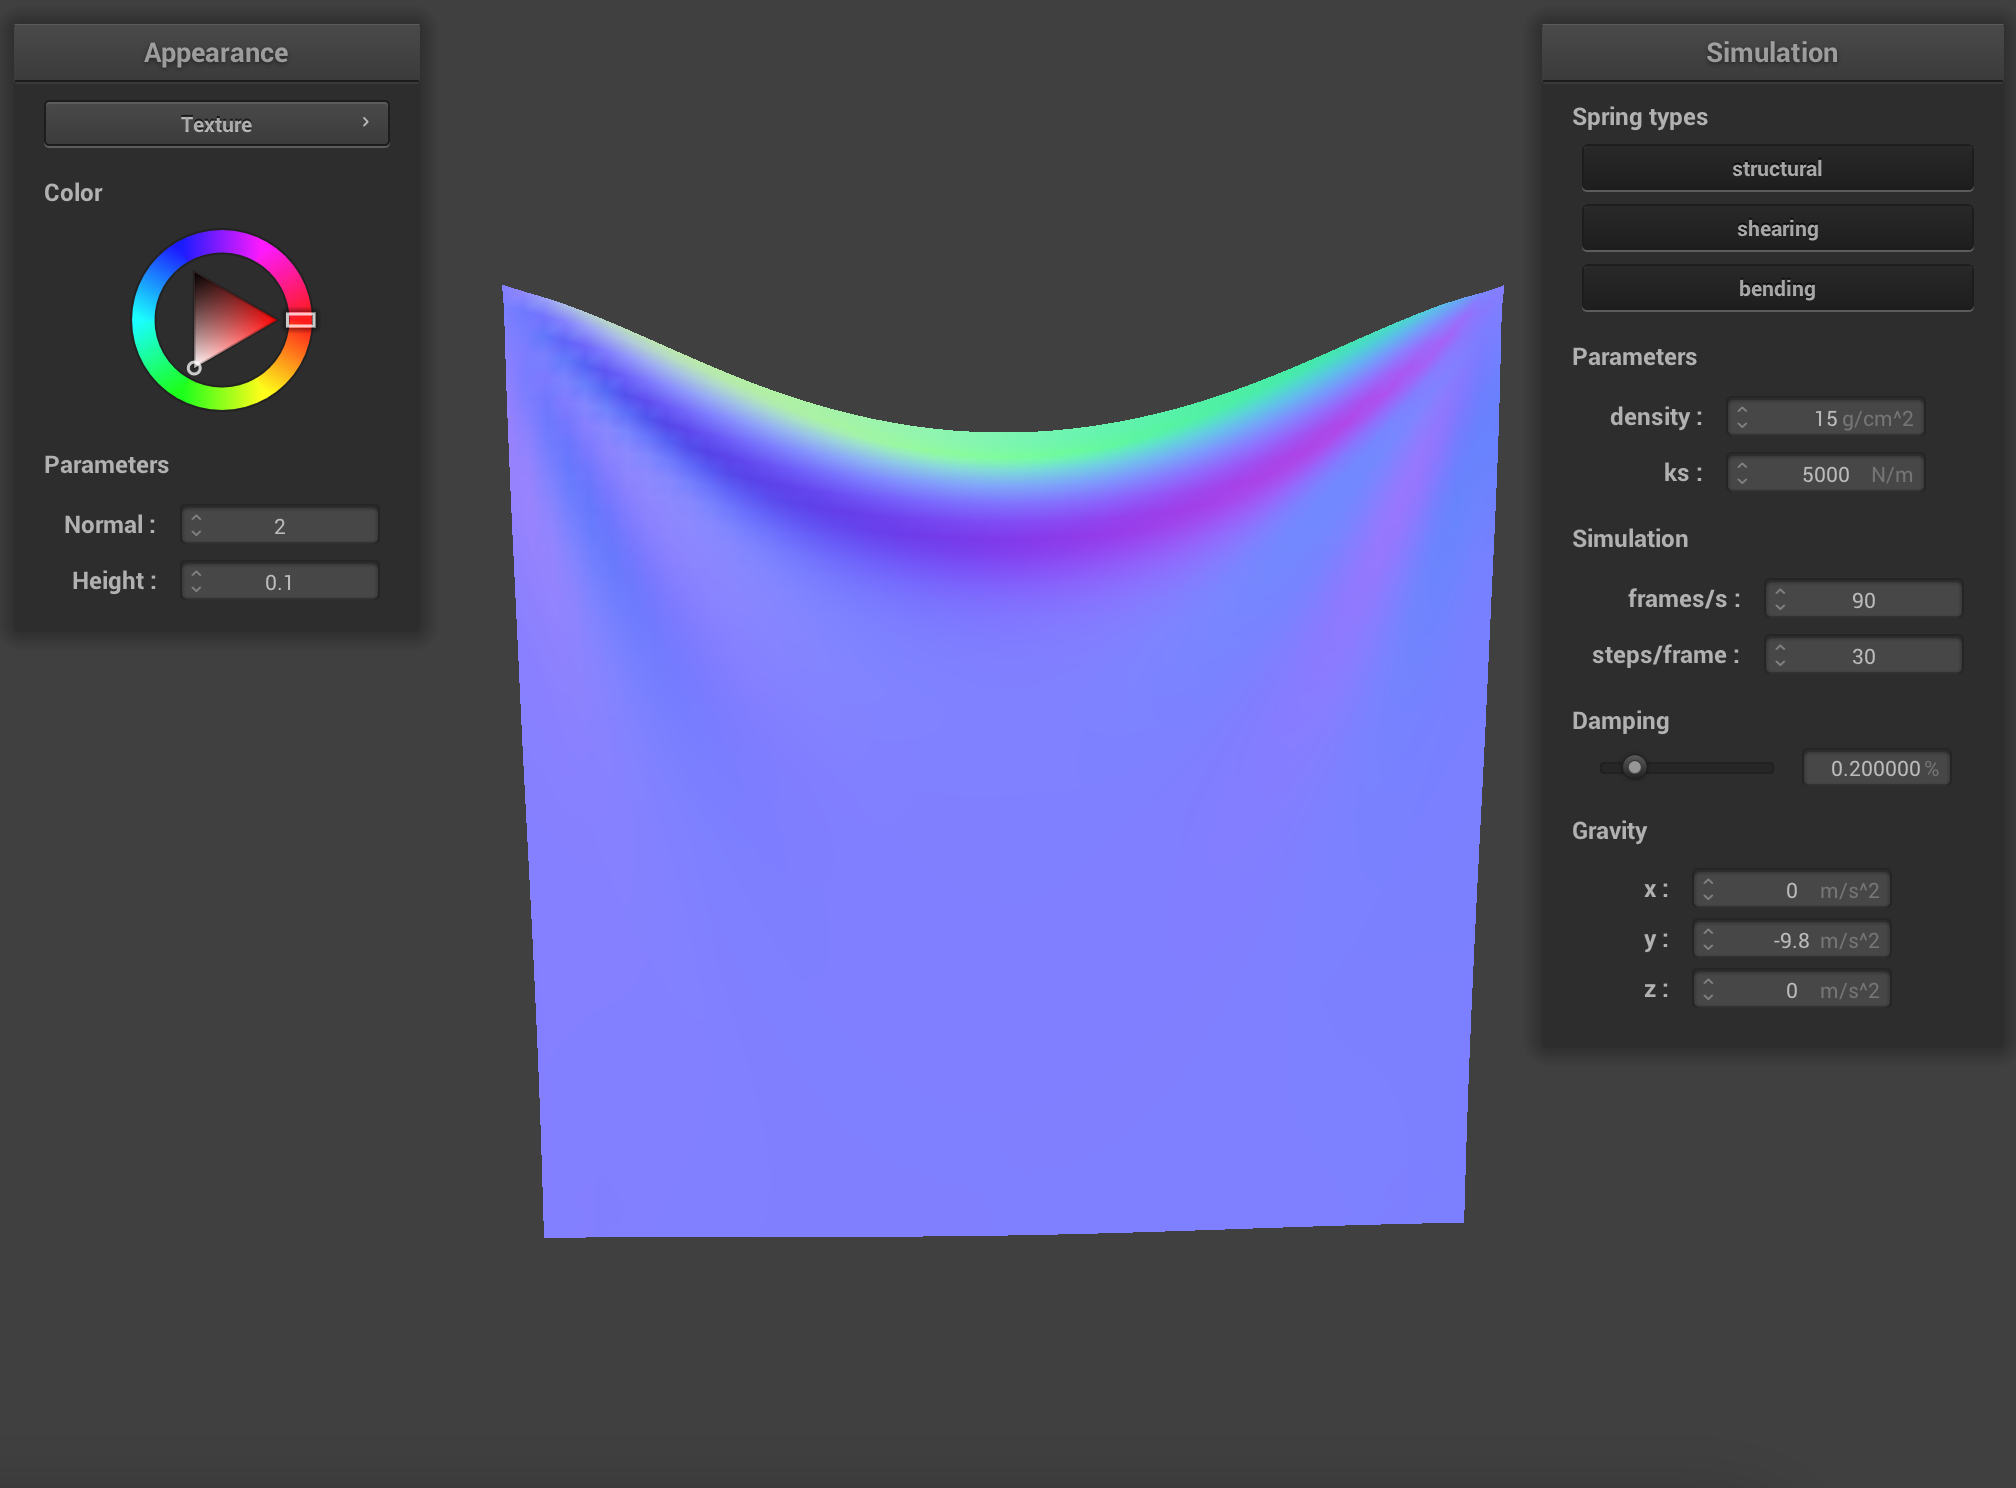 Appearance
Texture
Color
Parameters
Normal : 2
Height : 0.1
Simulation
Spring types
structural
shearing
bending
Parameters
density : 15 g/cm^2
ks : 5000 N/m
Simulation
frames/s : 90
steps/frame : 30
Damping
0.200000 %
Gravity
x : 0 m/s^2
y : -9.8 m/s^2
z : 0 m/s^2